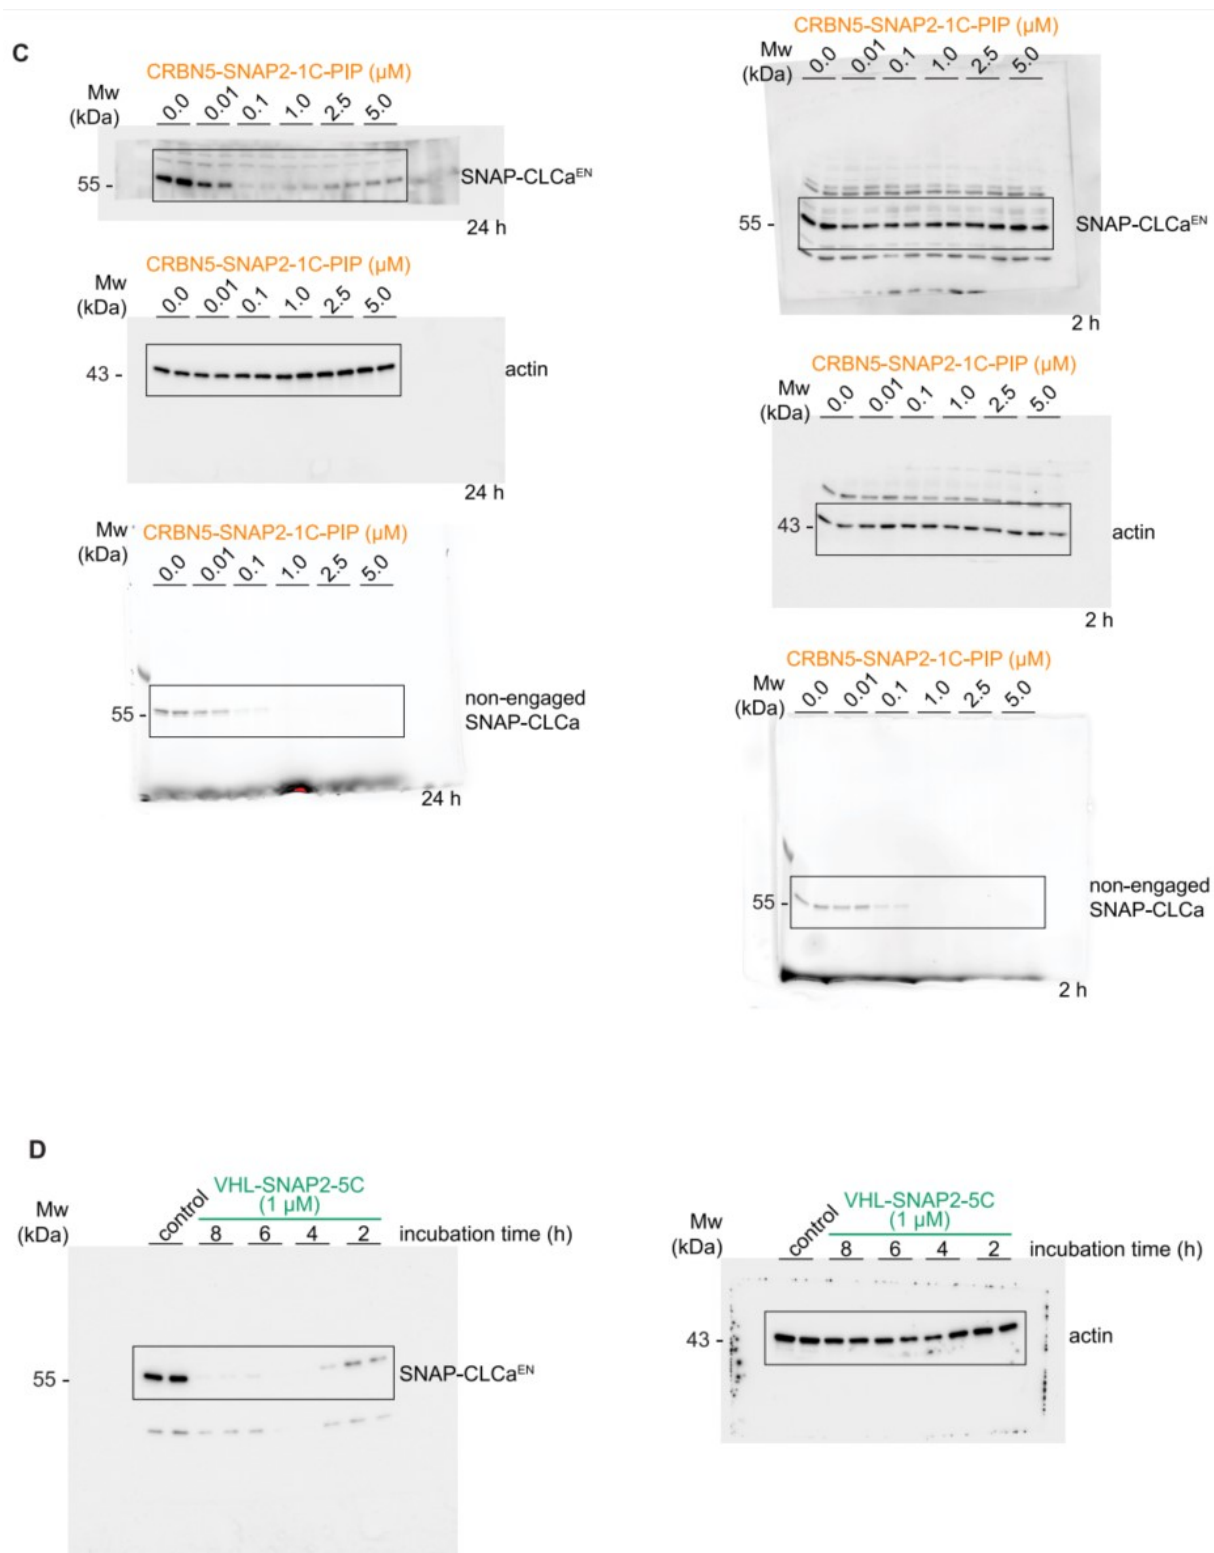 C
CRBN5-SNAP2-1C-PIP (µM)
Mw
(kDa)
0.0 0.01 0.1 1.0 2.5 5.0
55 -
SNAP-CLCaEN
24 h
CRBN5-SNAP2-1C-PIP (µM)
Mw
(kDa)
0.0 0.01 0.1 1.0 2.5 5.0
43 -
actin
24 h
CRBN5-SNAP2-1C-PIP (µM)
Mw
(kDa)
0.0 0.01 0.1 1.0 2.5 5.0
55 -
non-engaged
SNAP-CLCa
24 h
CRBN5-SNAP2-1C-PIP (µM)
Mw
(kDa)
0.0 0.01 0.1 1.0 2.5 5.0
55 -
SNAP-CLCaEN
2 h
CRBN5-SNAP2-1C-PIP (µM)
Mw
(kDa)
0.0 0.01 0.1 1.0 2.5 5.0
43 -
actin
2 h
CRBN5-SNAP2-1C-PIP (µM)
Mw
(kDa)
0.0 0.01 0.1 1.0 2.5 5.0
55 -
non-engaged
SNAP-CLCa
2 h
D
VHL-SNAP2-5C
(1 µM)
Mw
(kDa)
control 8 6 4 2 incubation time (h)
55 -
SNAP-CLCaEN
VHL-SNAP2-5C
(1 µM)
Mw
(kDa)
control 8 6 4 2 incubation time (h)
43 -
actin